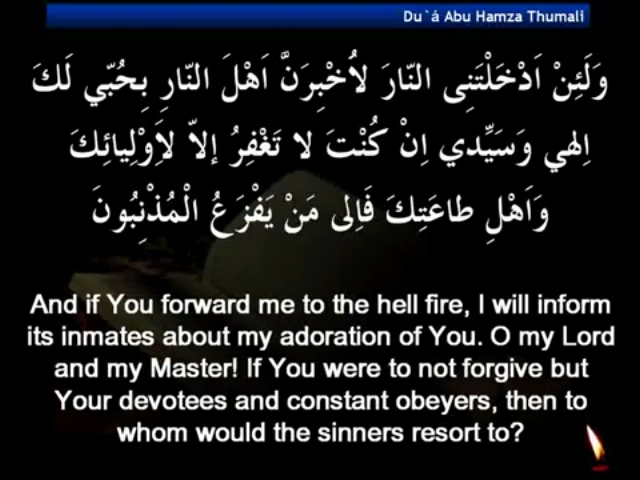 Du`á Abu Hamza Thumali
وَلَئِنْ اَدْخَلْتَنِى النّارَ لاُخْبِرَنَّ اَهْلَ النّارِ بِحُبّي لَكَ
اِلهي وَسَيِّدي اِنْ كُنْتَ لا تَغْفِرُ إلاّ لاَِوْلِيائِكَ
وَاَهْلِ طاعَتِكَ فَاِلى مَنْ يَفْزَعُ الْمُذْنِبُونَ
And if You forward me to the hell fire, I will inform
its inmates about my adoration of You. O my Lord
and my Master! If You were to not forgive but
Your devotees and constant obeyers, then to
whom would the sinners resort to?